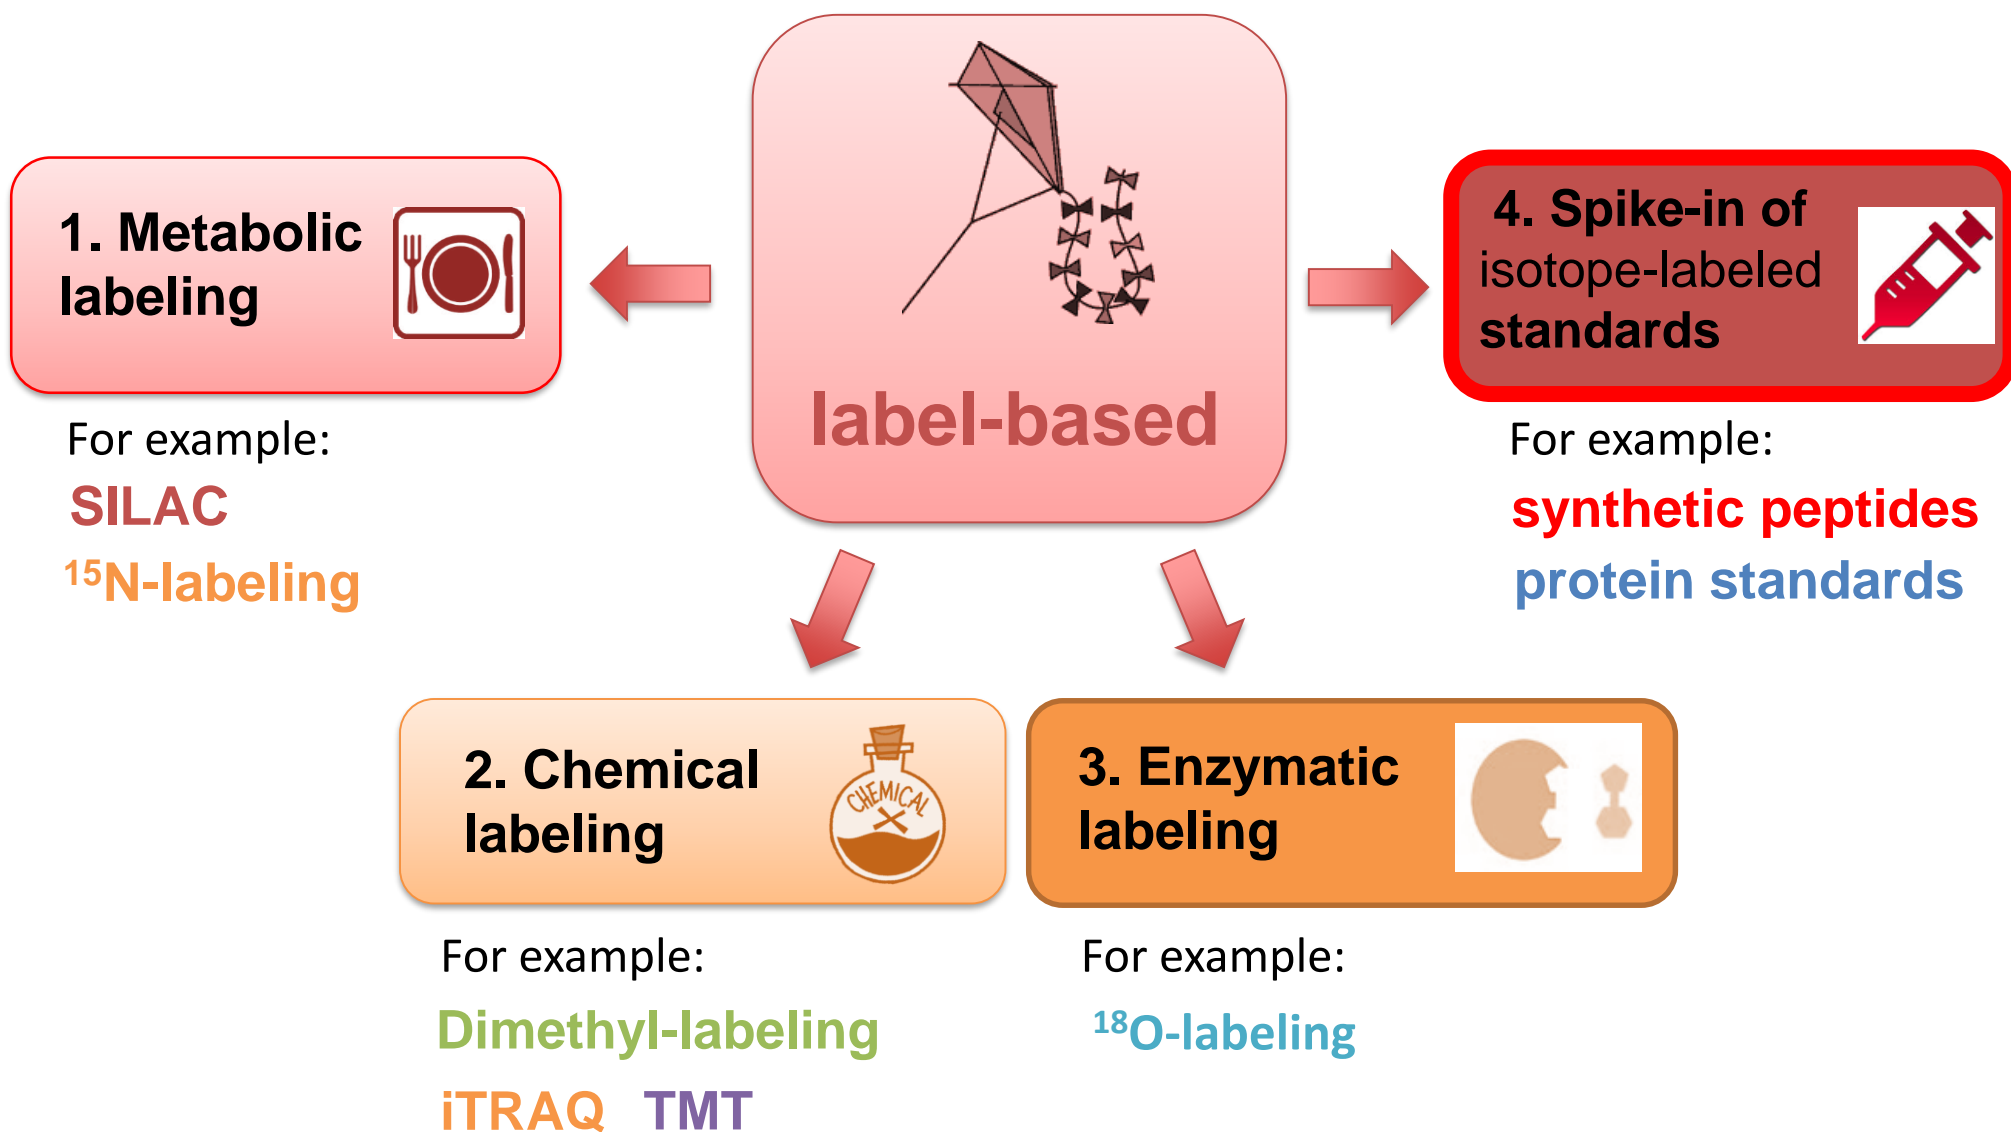 label-based
1. Metabolic
labeling
For example:
SILAC
¹⁵N-labeling
2. Chemical
labeling
CHEMICAL
For example:
Dimethyl-labeling
iTRAQ TMT
3. Enzymatic
labeling
For example:
¹⁸O-labeling
4. Spike-in of
isotope-labeled
standards
For example:
synthetic peptides
protein standards